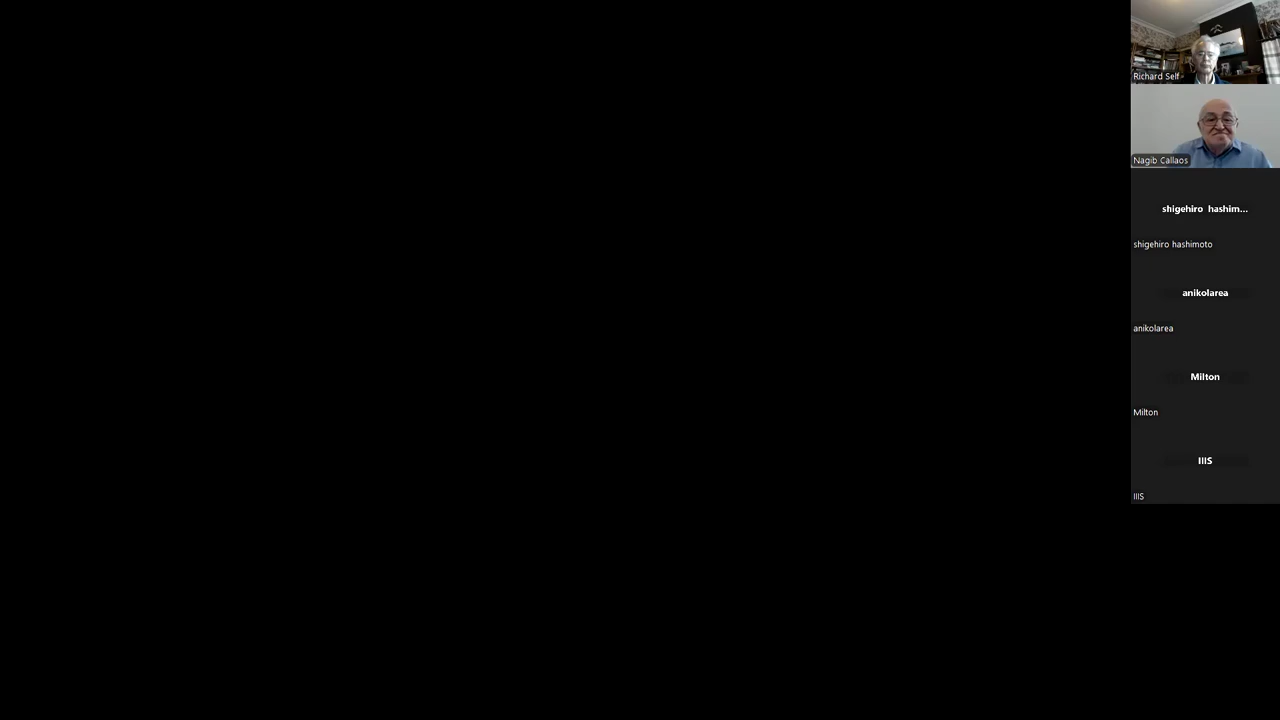 Richard Self
Nagib Callaos
shigehiro hashim...
shigehiro hashimoto
anikolarea
anikolarea
Milton
Milton
IIIS
IIIS